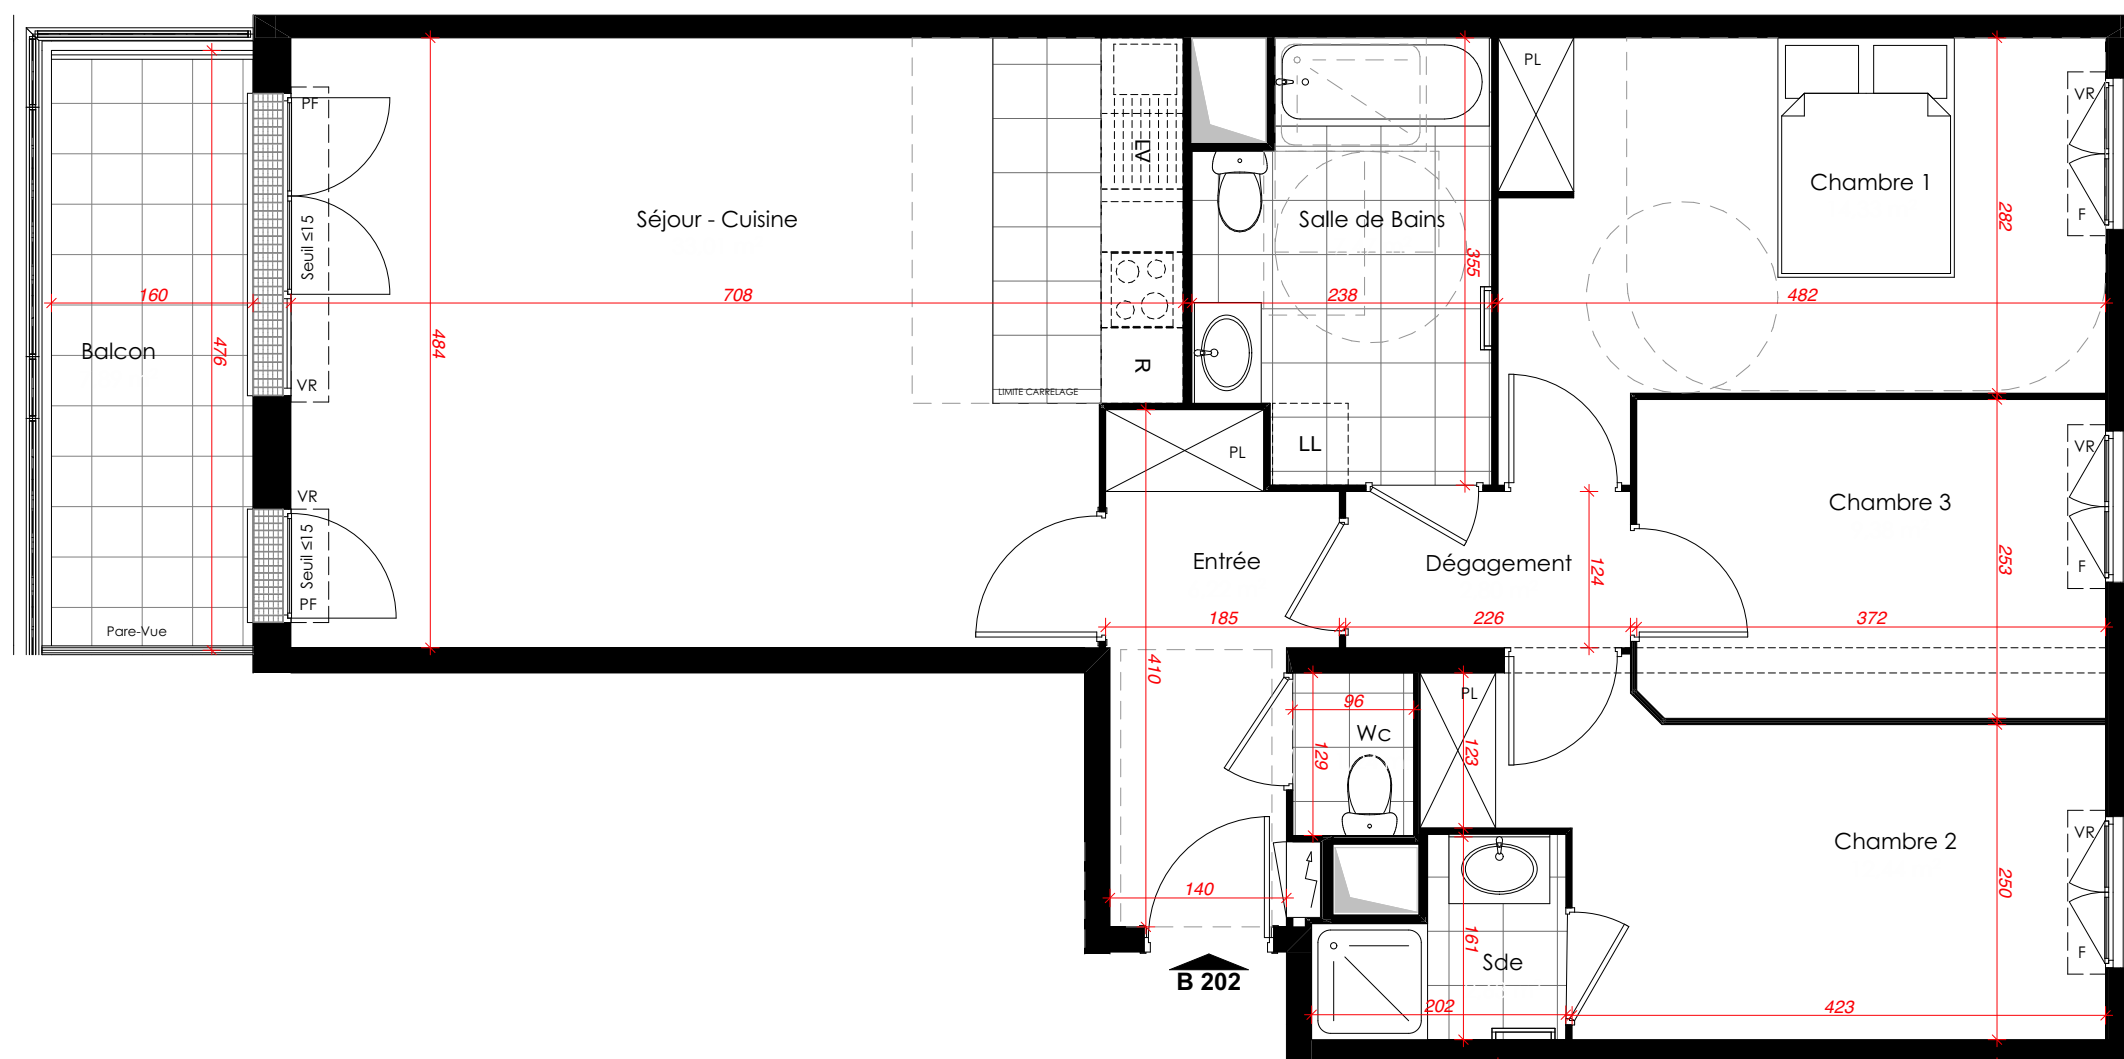 PL
VR
PF
LV
Chambre 1
Séjour - Cuisine
Salle de Bains
F
282
Seuil ≤15
355
160
708
238
482
Balcon
476
484
R
VR
LIMITE CARRELAGE
PL
LL
VR
Chambre 3
VR
Seuil ≤15
Entrée
Dégagement
124
253
F
PF
Pare-Vue
185
226
372
410
PL
96
Wc
129
123
VR
Chambre 2
250
140
161
F
Sde
B 202
202
423